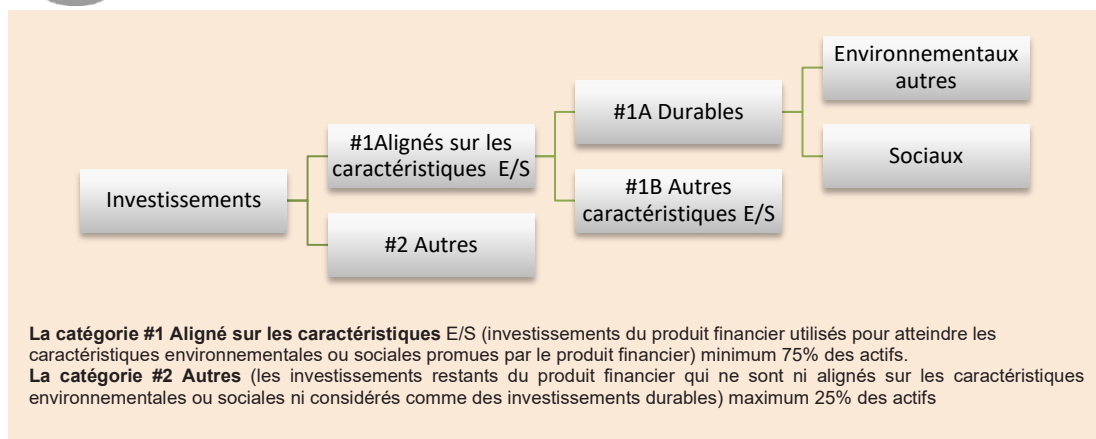 Environnementaux
autres
#1A Durables
#1Alignés sur les
caractéristiques E/S
Sociaux
Investissements
#1B Autres
caractéristiques E/S
#2 Autres
La catégorie #1 Aligné sur les caractéristiques E/S (investissements du produit financier utilisés pour atteindre les
caractéristiques environnementales ou sociales promues par le produit financier) minimum 75% des actifs.
La catégorie #2 Autres (les investissements restants du produit financier qui ne sont ni alignés sur les caractéristiques
environnementales ou sociales ni considérés comme des investissements durables) maximum 25% des actifs